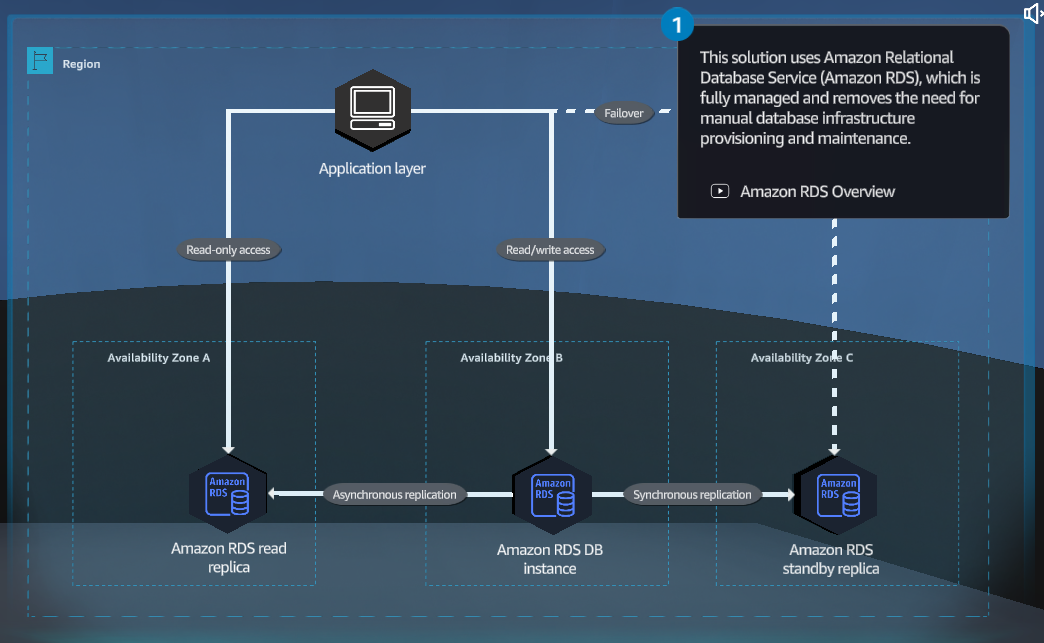 1
This solution uses Amazon Relational
Database Service (Amazon RDS), which is
fully managed and removes the need for
manual database infrastructure
provisioning and maintenance.
Amazon RDS Overview
Region
Failover
Application layer
Read-only access
Read/write access
Availability Zone A
Availability Zone B
Availability Zone C
Amazon
RDS
Amazon
RDS
Amazon
RDS
Asynchronous replication
Synchronous replication
Amazon RDS read
replica
Amazon RDS DB
instance
Amazon RDS
standby replica